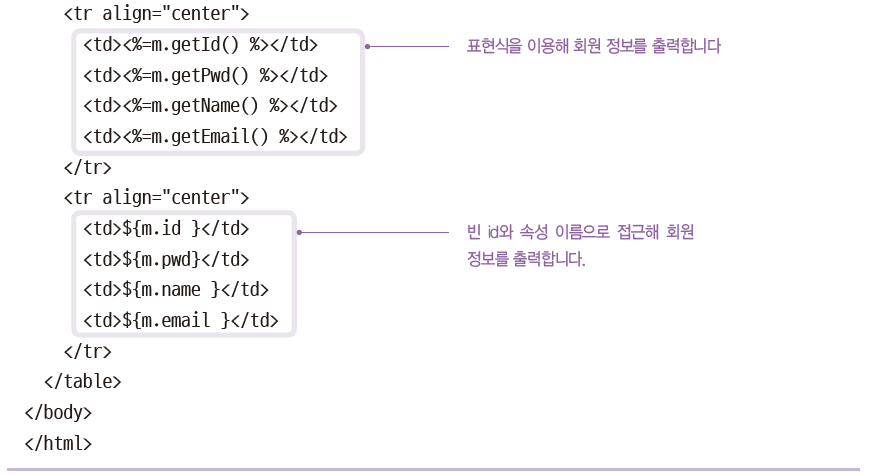 <tr align="center">
<td><%=m.getId() %></td>
표현식을 이용해 회원 정보를 출력합니다
<td><%=m.getPwd() %></td>
<td><%=m.getName() %></td>
<td><%=m.getEmail() %></td>
</tr>
<tr align="center">
<td>${m.id }</td>
빈 id와 속성 이름으로 접근해 회원
정보를 출력합니다.
<td>${m.pwd}</td>
<td>${m.name }</td>
<td>${m.email }</td>
</tr>
</table>
</body>
</html>